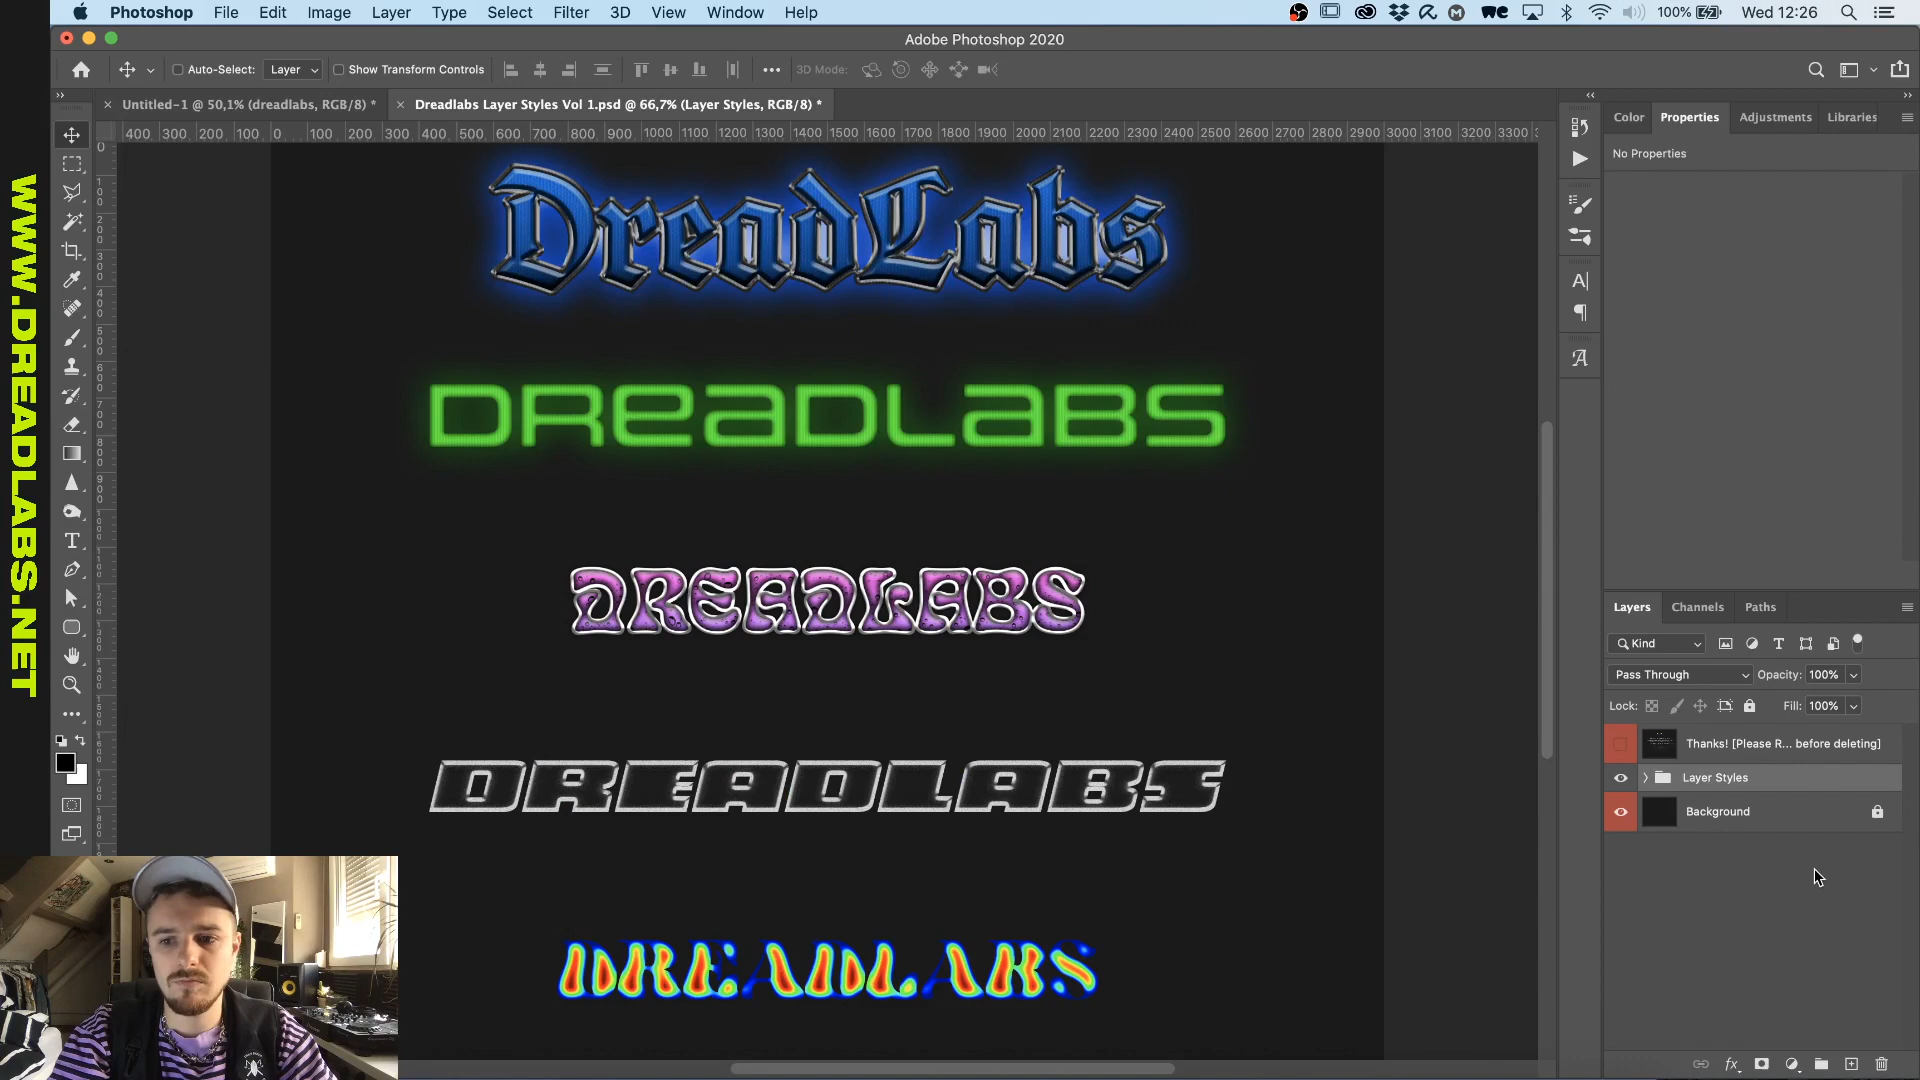 Photoshop File Edit Image Layer Type Select Filter 3D View Window Help 100% Wed 12:26
Adobe Photoshop 2020
Auto-Select: Layer Show Transform Controls 3D Mode:
Untitled-1 @ 50,1% (dreadlabs, RGB/8) *
Dreadlabs Layer Styles Vol 1.psd @ 66,7% (Layer Styles, RGB/8) *
400 300 200 100 0 100 200 300 400 500 600 700 800 900 1000 1100 1200 1300 1400 1500 1600 1700 1800 1900 2000 2100 2200 2300 2400 2500 2600 2700 2800 2900 3000 3100 3200 3300
Color Properties Adjustments Libraries
No Properties
WWW.DREADLABS.NET
DreadLabs
DREADLABS
DREADLABS
DREADLABS
DREADLABS
Layers Channels Paths
Kind
Pass Through Opacity: 100%
Lock: Fill: 100%
Thanks! [Please R... before deleting]
Layer Styles
Background